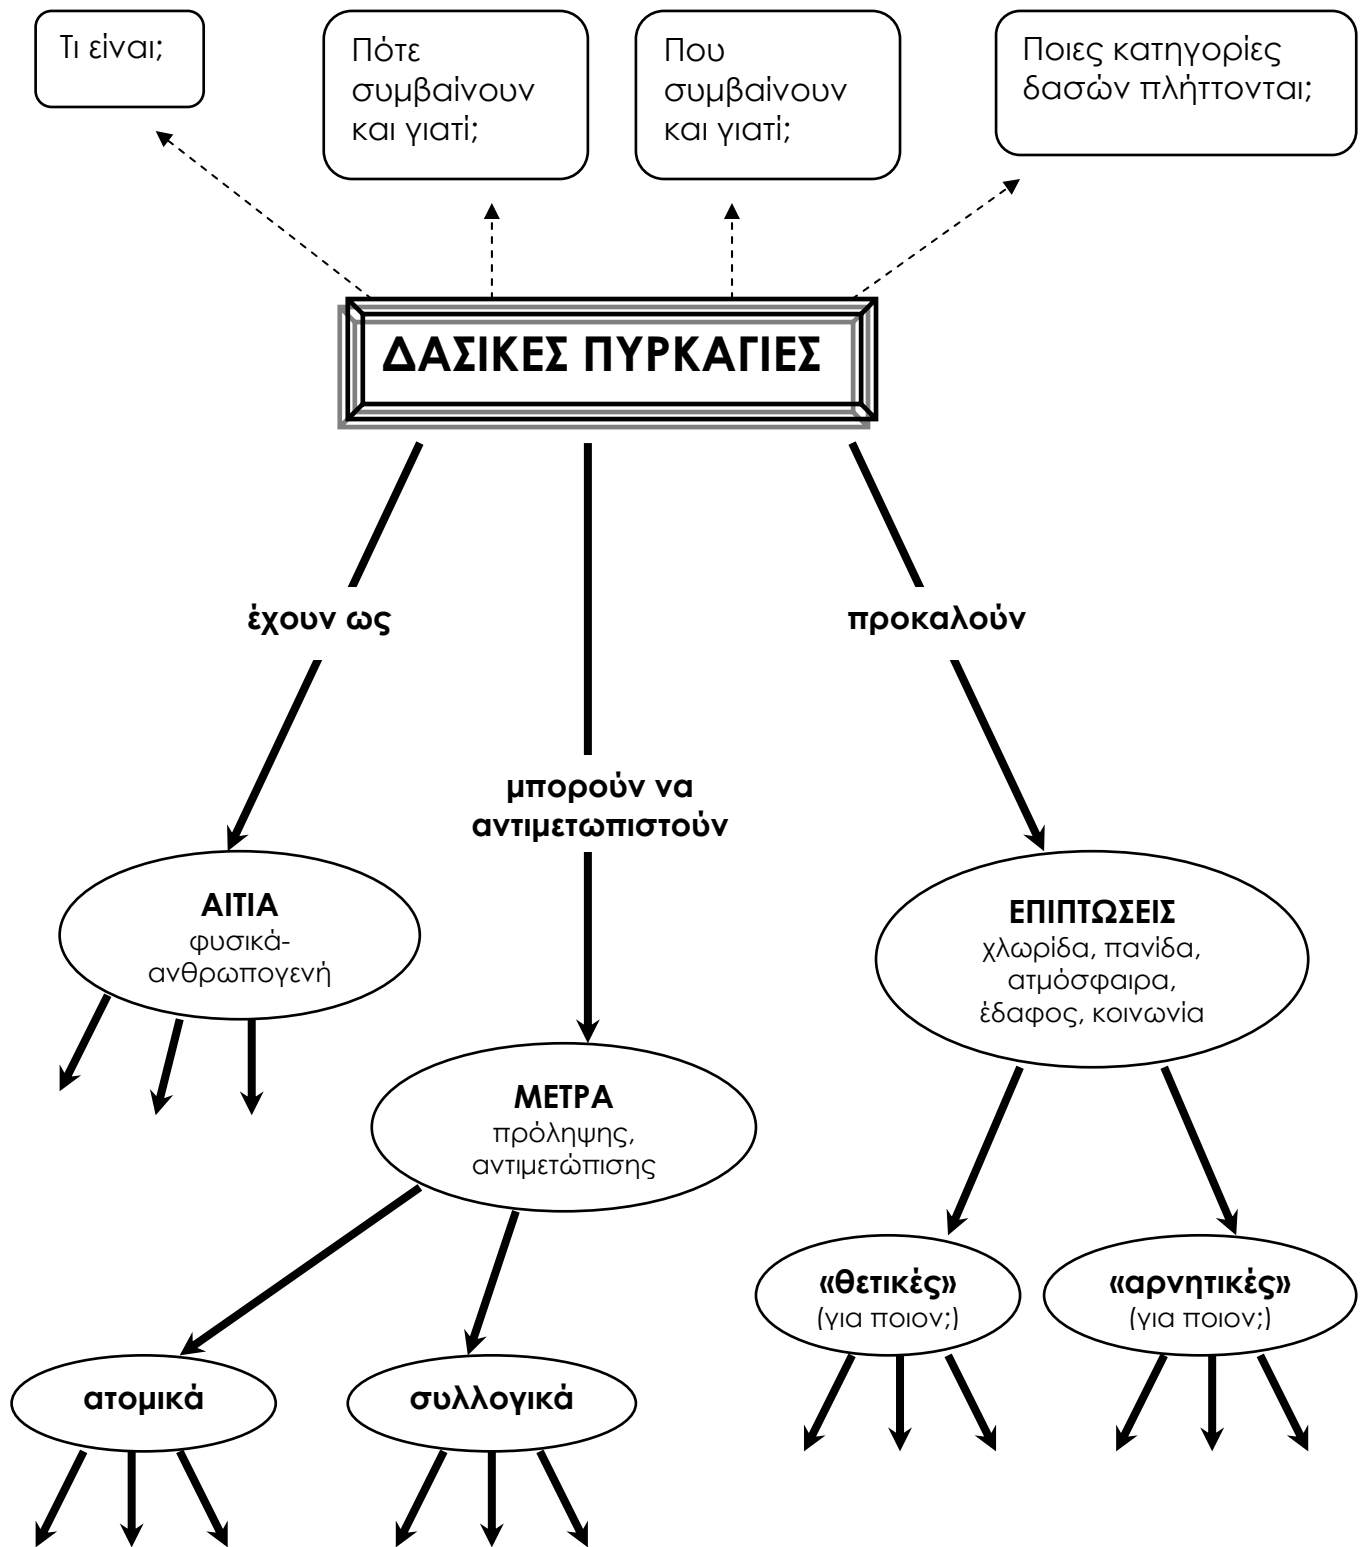 Τι είναι;
Πότε
συμβαίνουν
και γιατί;
Που
συμβαίνουν
και γιατί;
Ποιες κατηγορίες
δασών πλήττονται;
ΔΑΣΙΚΕΣ ΠΥΡΚΑΓΙΕΣ
έχουν ως
προκαλούν
μπορούν να
αντιμετωπιστούν
ΑΙΤΙΑ
φυσικά-
ανθρωπογενή
ΕΠΙΠΤΩΣΕΙΣ
χλωρίδα, πανίδα,
ατμόσφαιρα,
έδαφος, κοινωνία
ΜΕΤΡΑ
πρόληψης,
αντιμετώπισης
«θετικές»
(για ποιον;)
«αρνητικές»
(για ποιον;)
ατομικά
συλλογικά